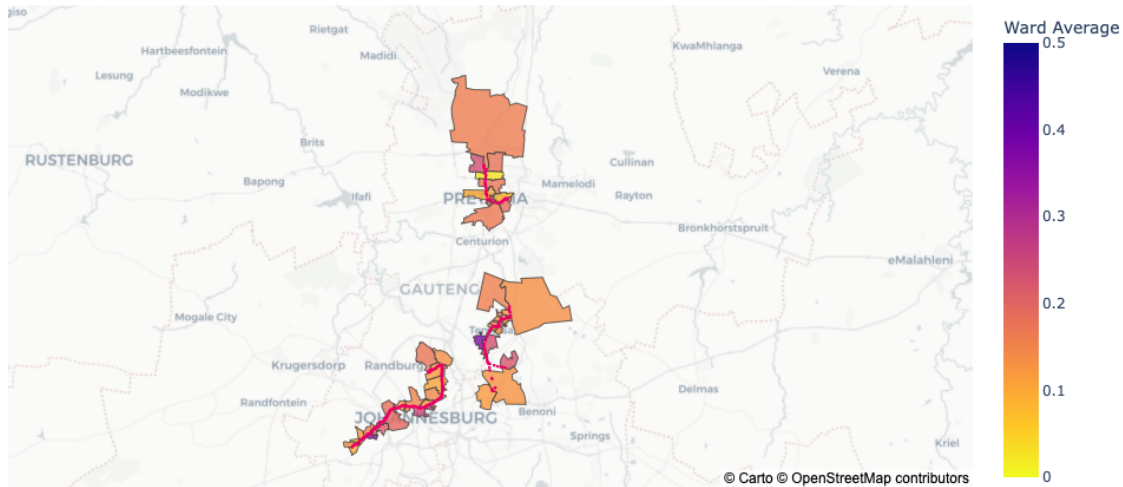 giso
Rietgat
Hartbeesfontein
Madidi
KwaMhlanga
Verena
Lesung
Modikwe
Brits
RUSTENBURG
Bapong
Ifafi
Cullinan
Mamelodi
Rayton
Centurion
Bronkhorstspruit
eMalahleni
GAUTENG
Mogale City
Krugersdorp
Randburg
Randfontein
JOHANNESBURG
Benoni
Springs
Delmas
Kriel
© Carto © OpenStreetMap contributors
Ward Average
0.5
0.4
0.3
0.2
0.1
0